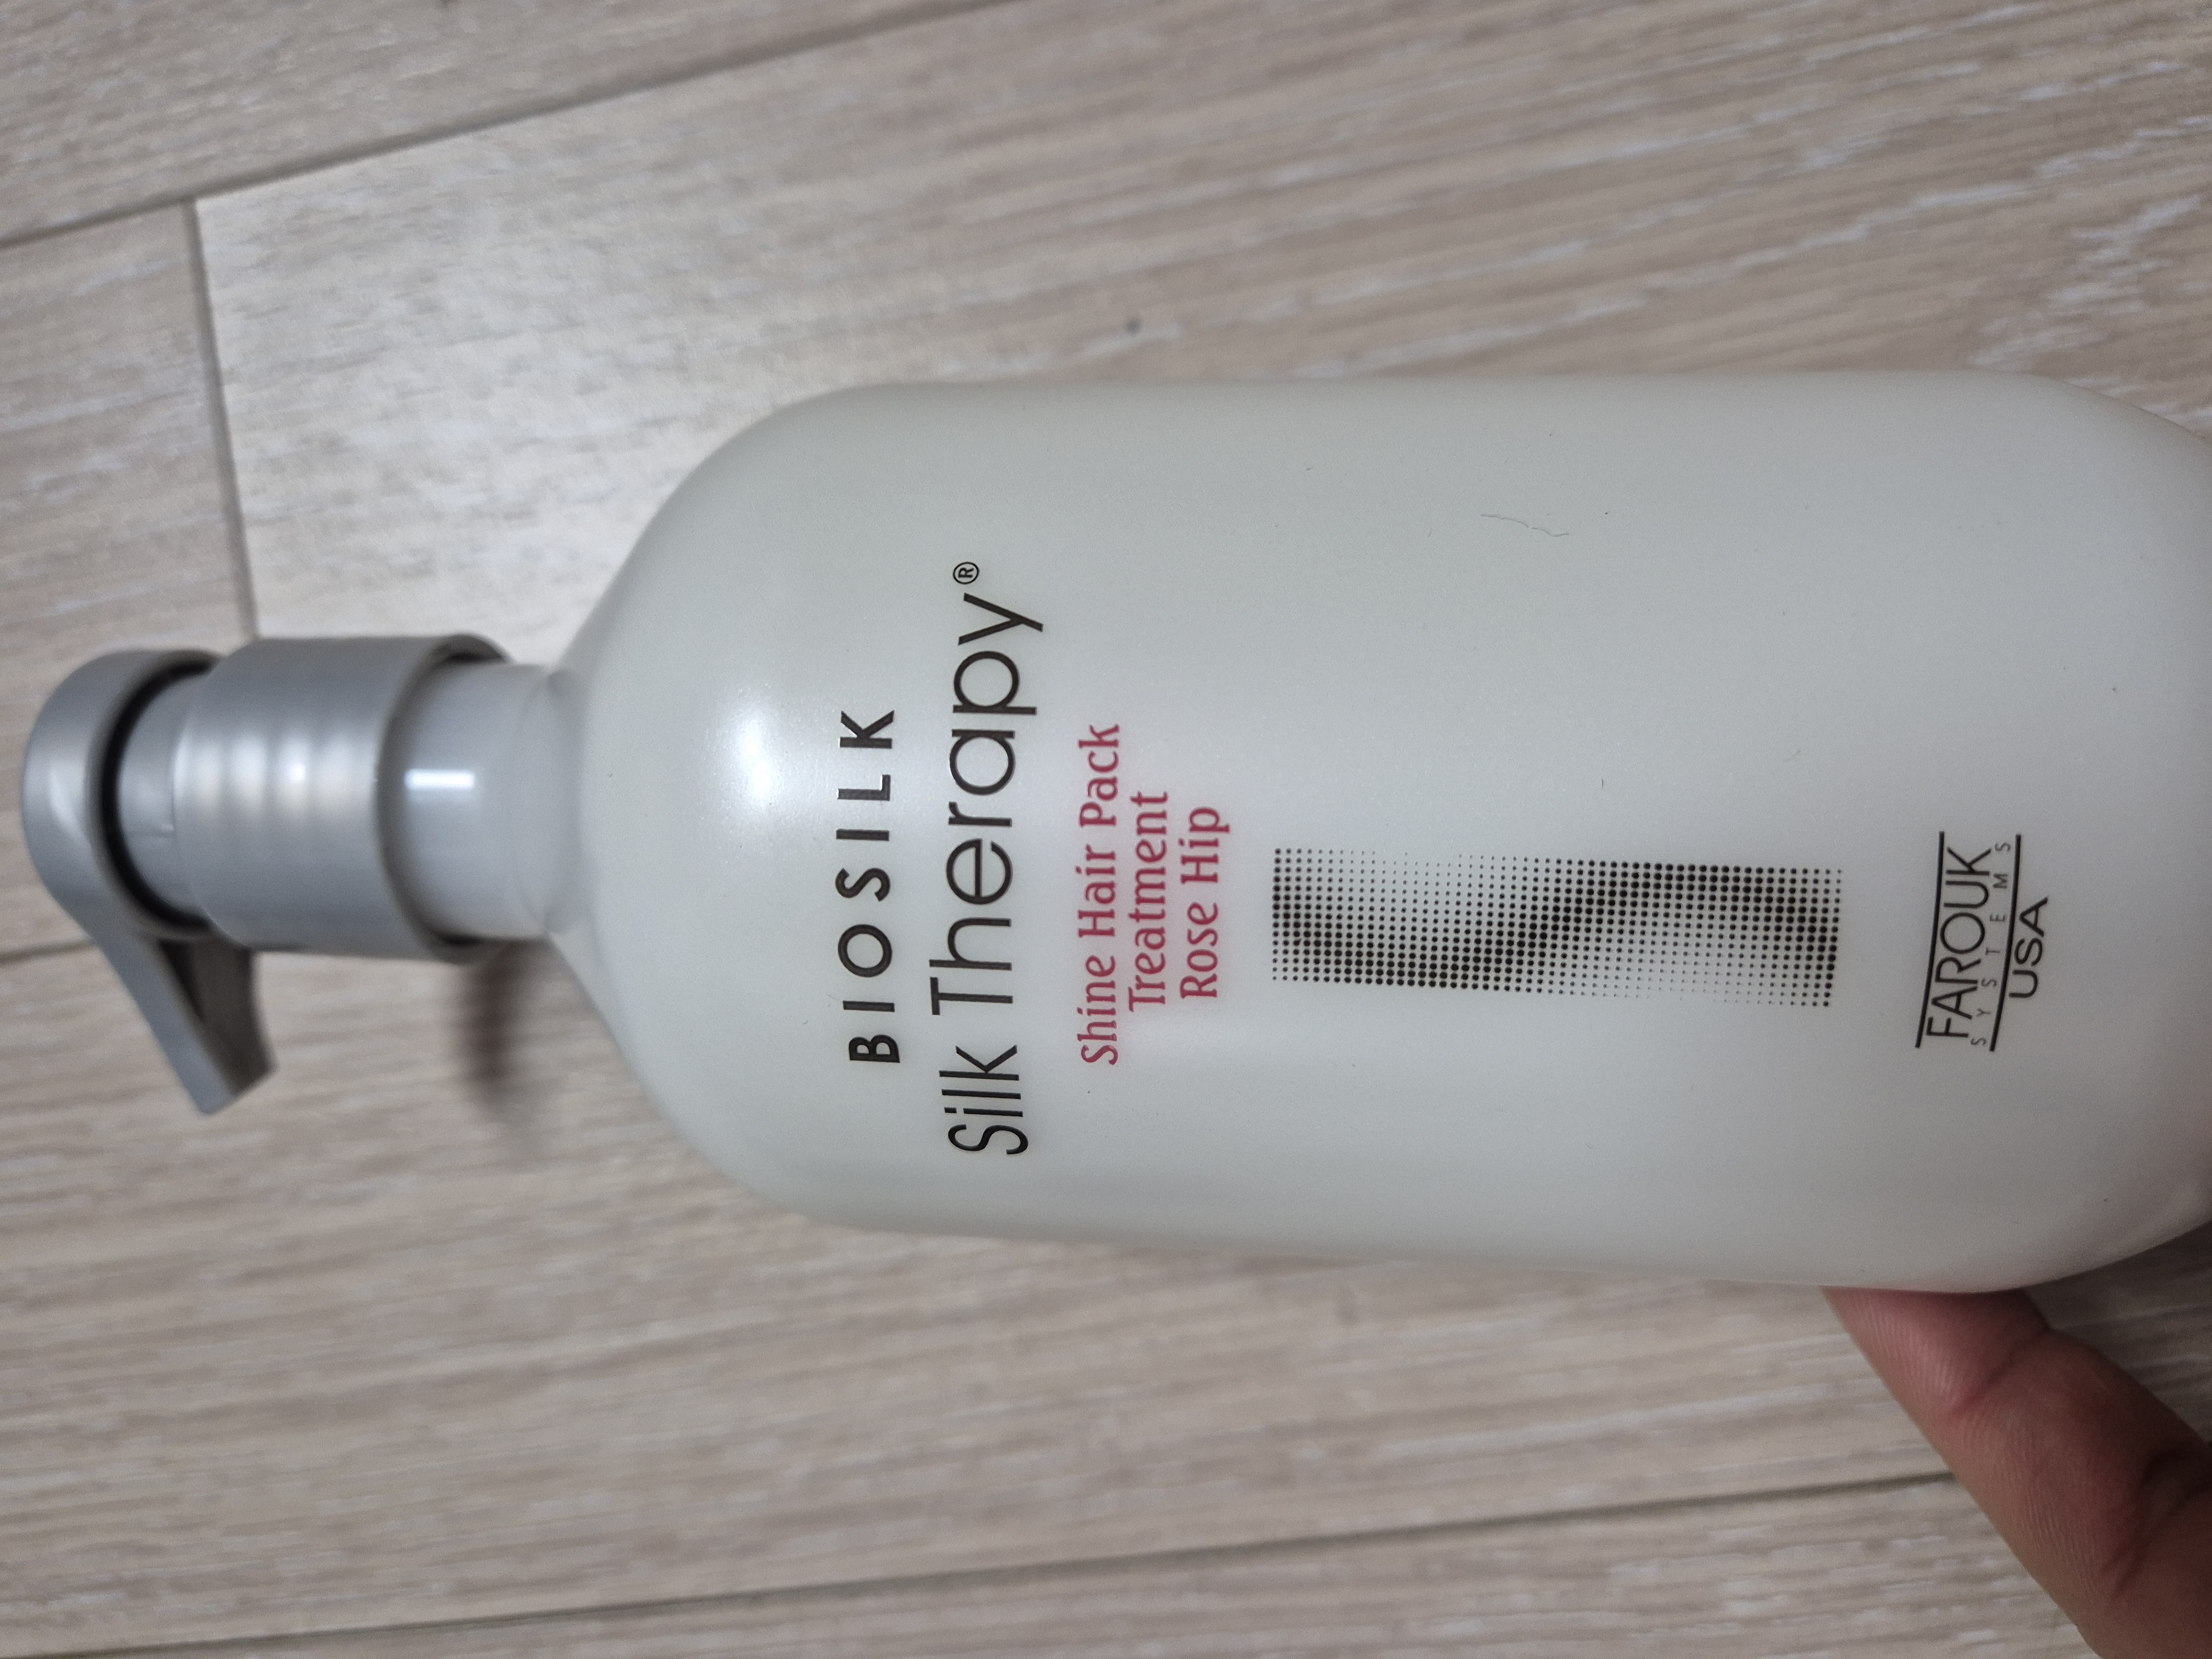 BIOSILK
Silk Therapy®
Shine Hair Pack
Treatment
Rose Hip
FAROUK
SYSTEMS
USA